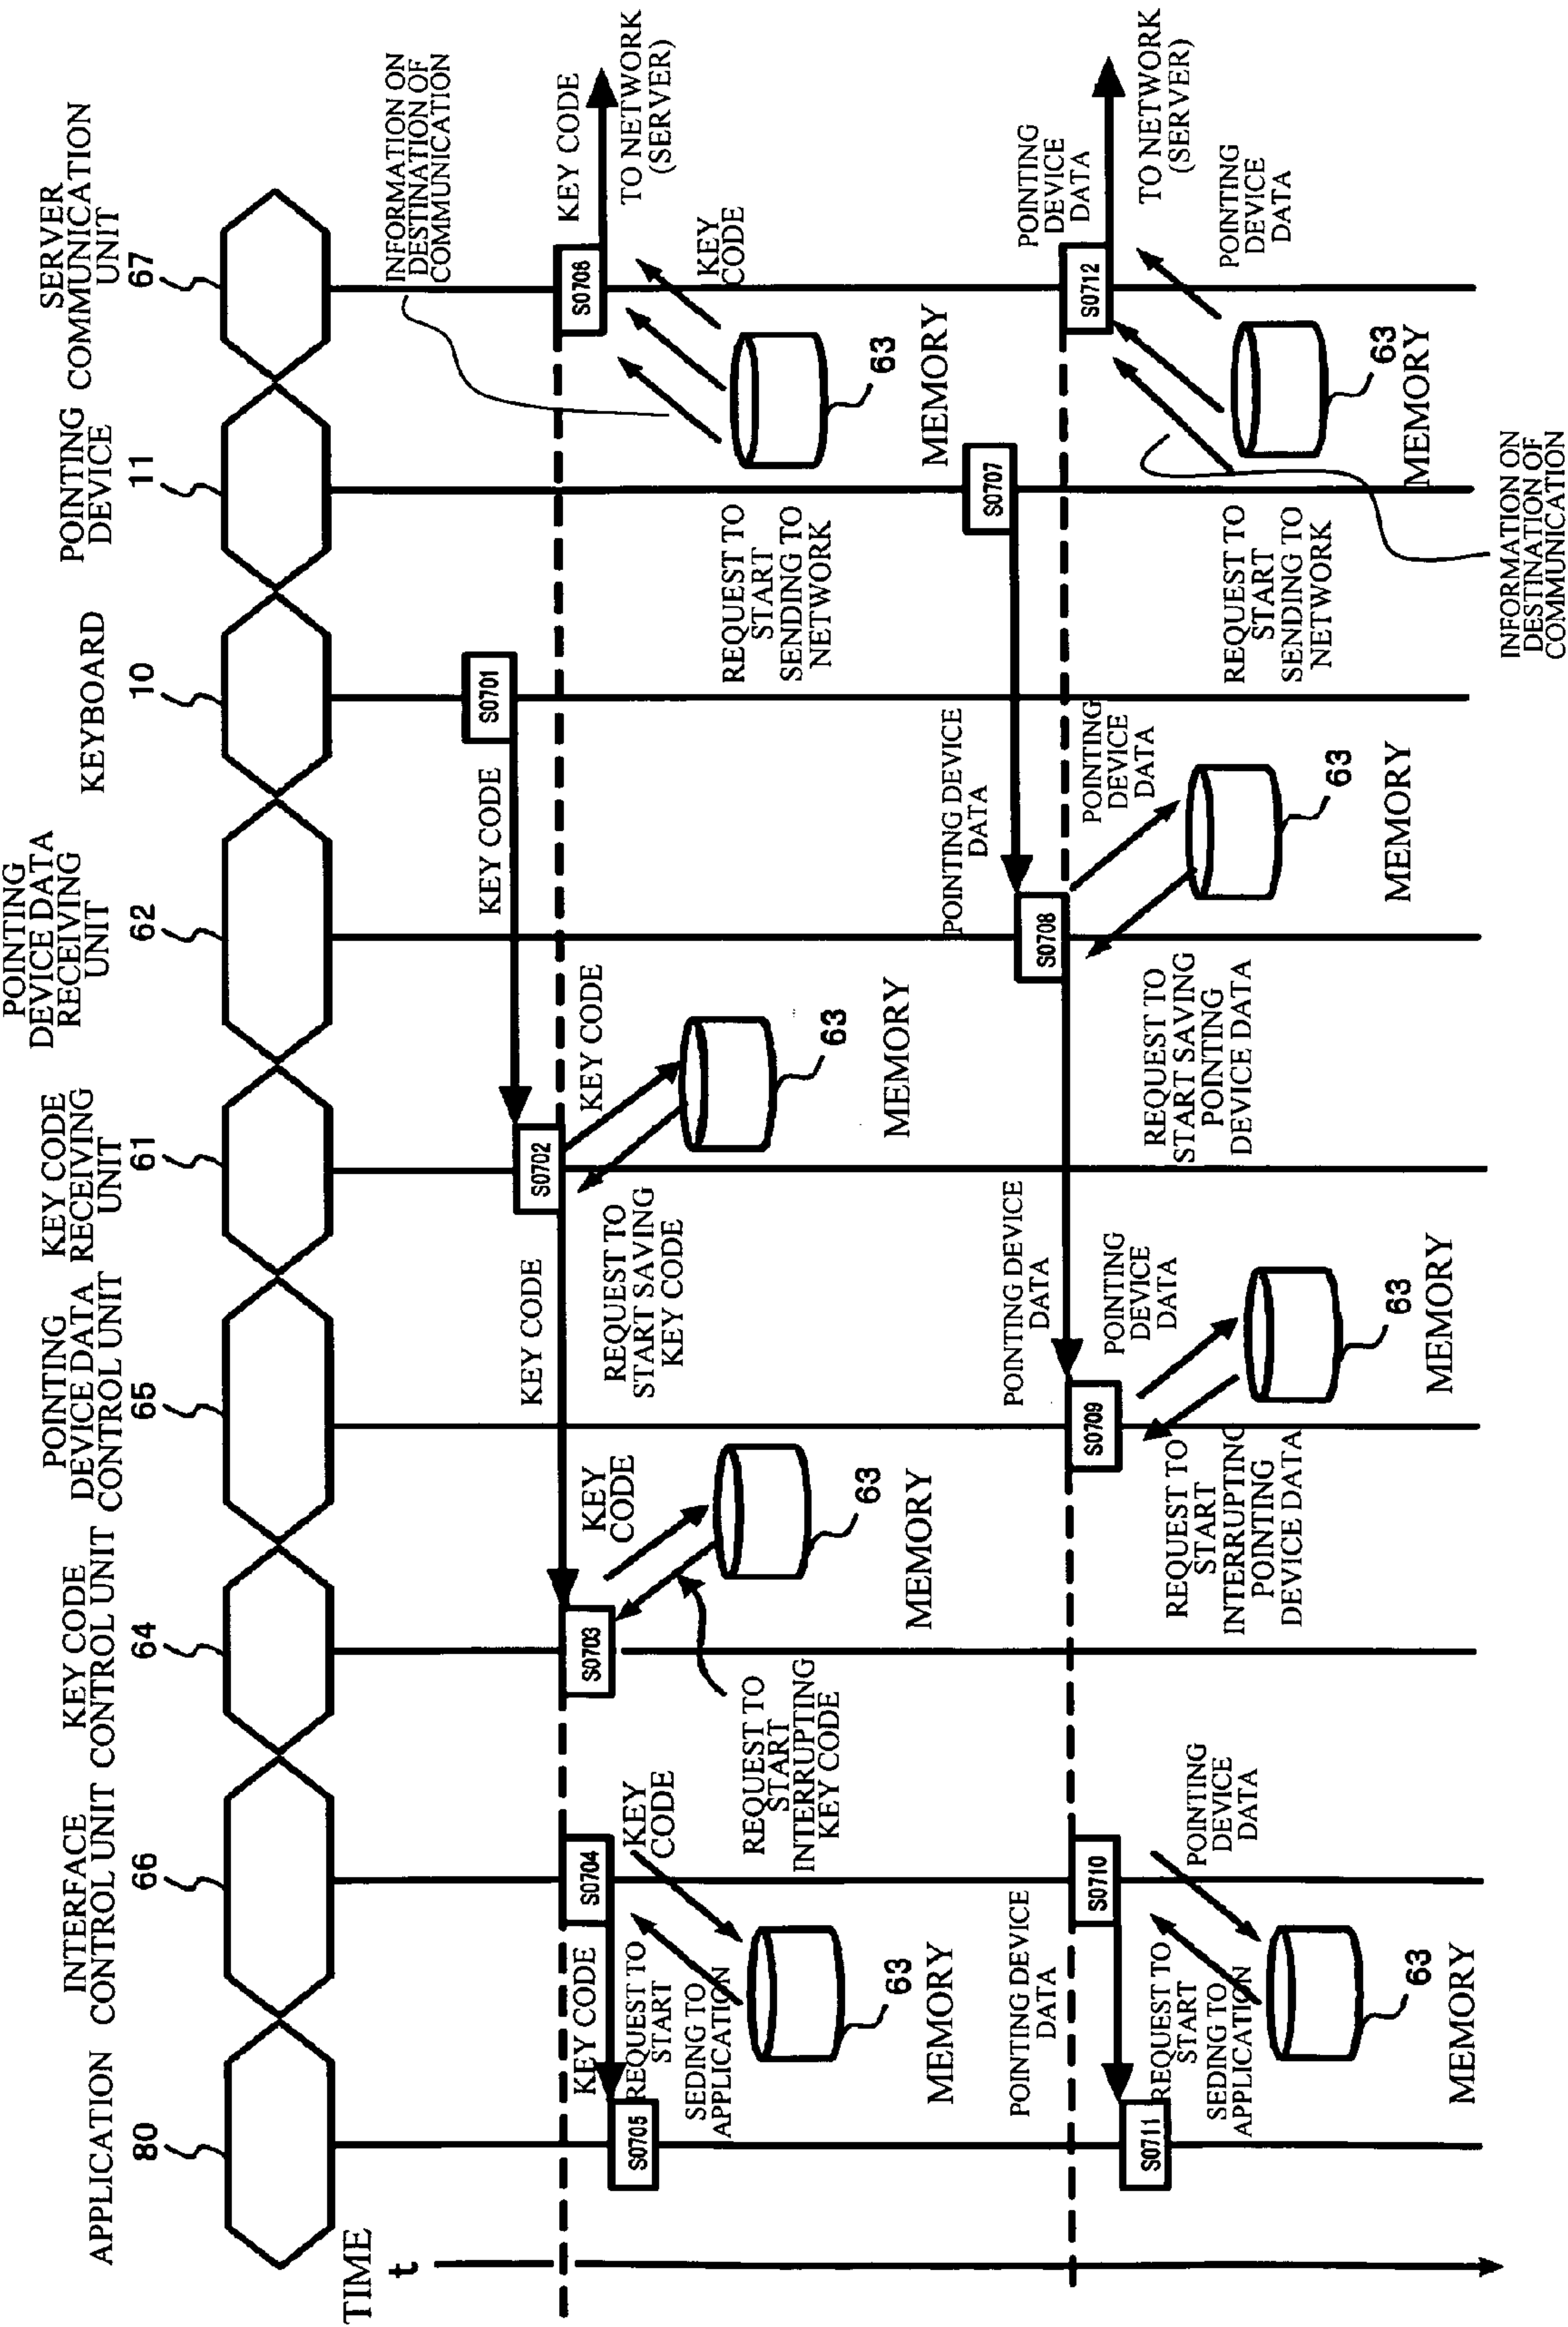 APPLICATION
80
INTERFACE
CONTROL UNIT
66
KEY CODE
CONTROL UNIT
64
POINTING
DEVICE DATA
CONTROL UNIT
65
KEY CODE
RECEIVING
UNIT
61
POINTING
DEVICE DATA
RECEIVING
UNIT
62
KEYBOARD
10
POINTING
DEVICE
11
SERVER
COMMUNICATION
UNIT
67
TIME
t
INFORMATION ON
DESTINATION OF
COMMUNICATION
S0701
KEY CODE
S0702
KEY CODE
KEY CODE
REQUEST TO
START SAVING
KEY CODE
63
MEMORY
S0703
KEY
CODE
REQUEST TO
START
INTERRUPTING
KEY CODE
63
MEMORY
S0704
KEY
CODE
KEY CODE
REQUEST TO
START
SEDING TO
APPLICATION
63
MEMORY
S0705
S0706
KEY CODE
TO NETWORK
(SERVER)
KEY
CODE
REQUEST TO
START
SENDING TO
NETWORK
63
MEMORY
S0707
POINTING DEVICE
DATA
S0708
POINTING
DEVICE
DATA
REQUEST TO
START SAVING
POINTING
DEVICE DATA
63
MEMORY
POINTING DEVICE
DATA
S0709
POINTING
DEVICE
DATA
REQUEST TO
START
INTERRUPTING
POINTING
DEVICE DATA
63
MEMORY
S0710
POINTING
DEVICE
DATA
POINTING DEVICE
DATA
REQUEST TO
START
SEDING TO
APPLICATION
63
MEMORY
S0711
S0712
POINTING
DEVICE
DATA
TO NETWORK
(SERVER)
POINTING
DEVICE
DATA
REQUEST TO
START
SENDING TO
NETWORK
63
MEMORY
INFORMATION ON
DESTINATION OF
COMMUNICATION